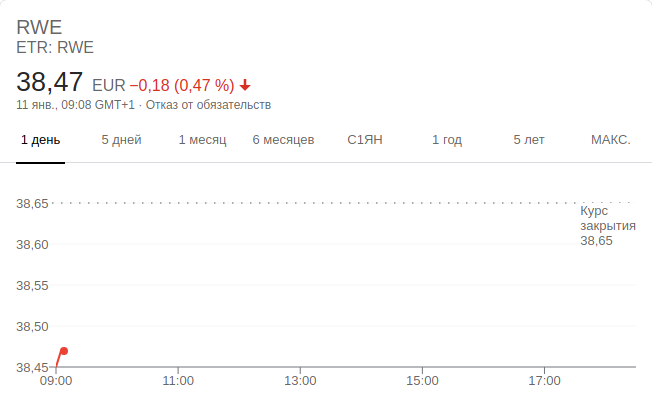 RWE
ETR: RWE
38,47 EUR −0,18 (0,47 %)
11 янв., 09:08 GMT+1 · Отказ от обязательств
1 день 5 дней 1 месяц 6 месяцев С1ЯН 1 год 5 лет МАКС.
38,65
Курс
закрытия
38,65
38,60
38,55
38,50
38,45
09:00 11:00 13:00 15:00 17:00